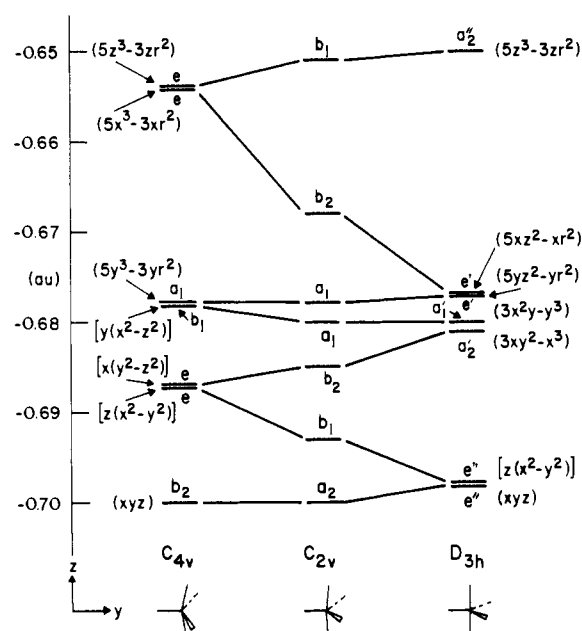 -0.65
-0.66
-0.67
(au)
-0.68
-0.69
-0.70
(5z³-3zr²)
e
e
(5x³-3xr²)
b₁
a₂"
(5z³-3zr²)
b₂
(5xz²-xr²)
e'
e'
(5yz²-yr²)
(5y³-3yr²)
a₁
a₁
a₁'
(3x²y-y³)
[y(x²-z²)]
b₁
a₁
a₂'
(3xy²-x³)
[x(y²-z²)]
e
e
b₂
[z(x²-y²)]
b₁
e"
[z(x²-y²)]
(xyz)
b₂
a₂
e"
(xyz)
C₄ᵥ
C₂ᵥ
D₃ₕ
z
y